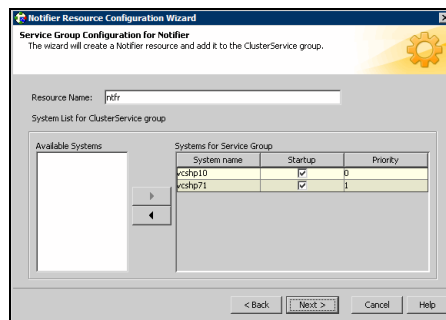 Notifier Resource Configuration Wizard
Service Group Configuration for Notifier
The wizard will create a Notifier resource and add it to the ClusterService group.
Resource Name: ntfr
System List for ClusterService group
Available Systems
Systems for Service Group
System name Startup Priority
vcshp10 0
vcshp71 1
< Back Next > Cancel Help